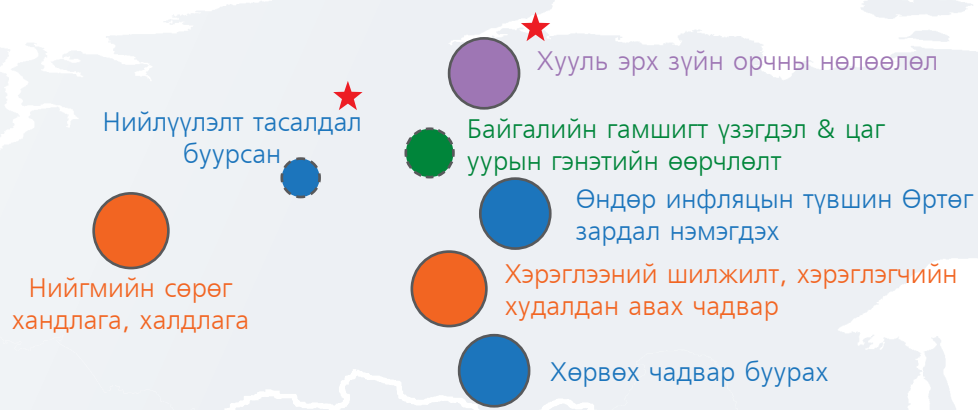 Хууль эрх зүйн орчны нөлөөлөл
Нийлүүлэлт тасалдал
буурсан
Байгалийн гамшигт үзэгдэл & цаг
уурын гэнэтийн өөрчлөлт
Өндөр инфляцын түвшин Өртөг
зардал нэмэгдэх
Нийгмийн сөрөг
хандлага, халдлага
Хэрэглээний шилжилт, хэрэглэгчийн
худалдан авах чадвар
Хөрвөх чадвар буурах